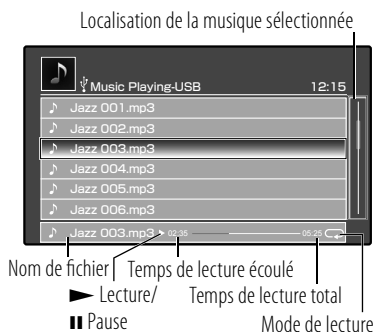 Localisation de la musique sélectionnée
Music Playing-USB 12:15
Jazz 001.mp3
Jazz 002.mp3
Jazz 003.mp3
Jazz 004.mp3
Jazz 005.mp3
Jazz 006.mp3
Jazz 003.mp3 02:35 05:25
Nom de fichier Temps de lecture écoulé
Lecture/ Temps de lecture total
Pause Mode de lecture